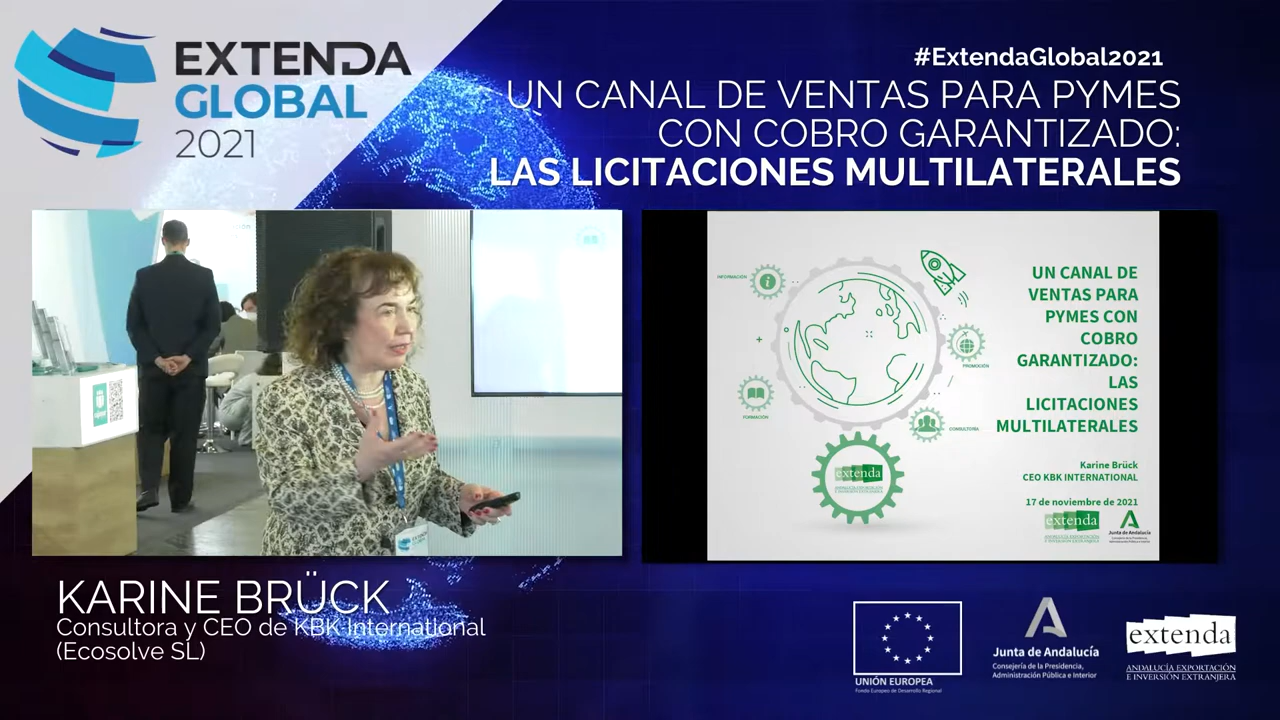 EXTENDA
GLOBAL
2021
#ExtendaGlobal2021
UN CANAL DE VENTAS PARA PYMES
CON COBRO GARANTIZADO:
LAS LICITACIONES MULTILATERALES
INFORMACIÓN
PROMOCIÓN
FORMACIÓN
CONSULTORÍA
extenda
UN CANAL DE
VENTAS PARA
PYMES CON
COBRO
GARANTIZADO:
LAS
LICITACIONES
MULTILATERALES
Karine Brück
CEO KBK INTERNATIONAL
17 de noviembre de 2021
extenda
Junta de Andalucía
KARINE BRÜCK
Consultora y CEO de KBK International
(Ecosolve SL)
UNIÓN EUROPEA
Fondo Europeo de Desarrollo Regional
Junta de Andalucía
Consejería de la Presidencia,
Administración Pública e Interior
extenda
ANDALUCÍA EXPORTACIÓN
E INVERSIÓN EXTRANJERA